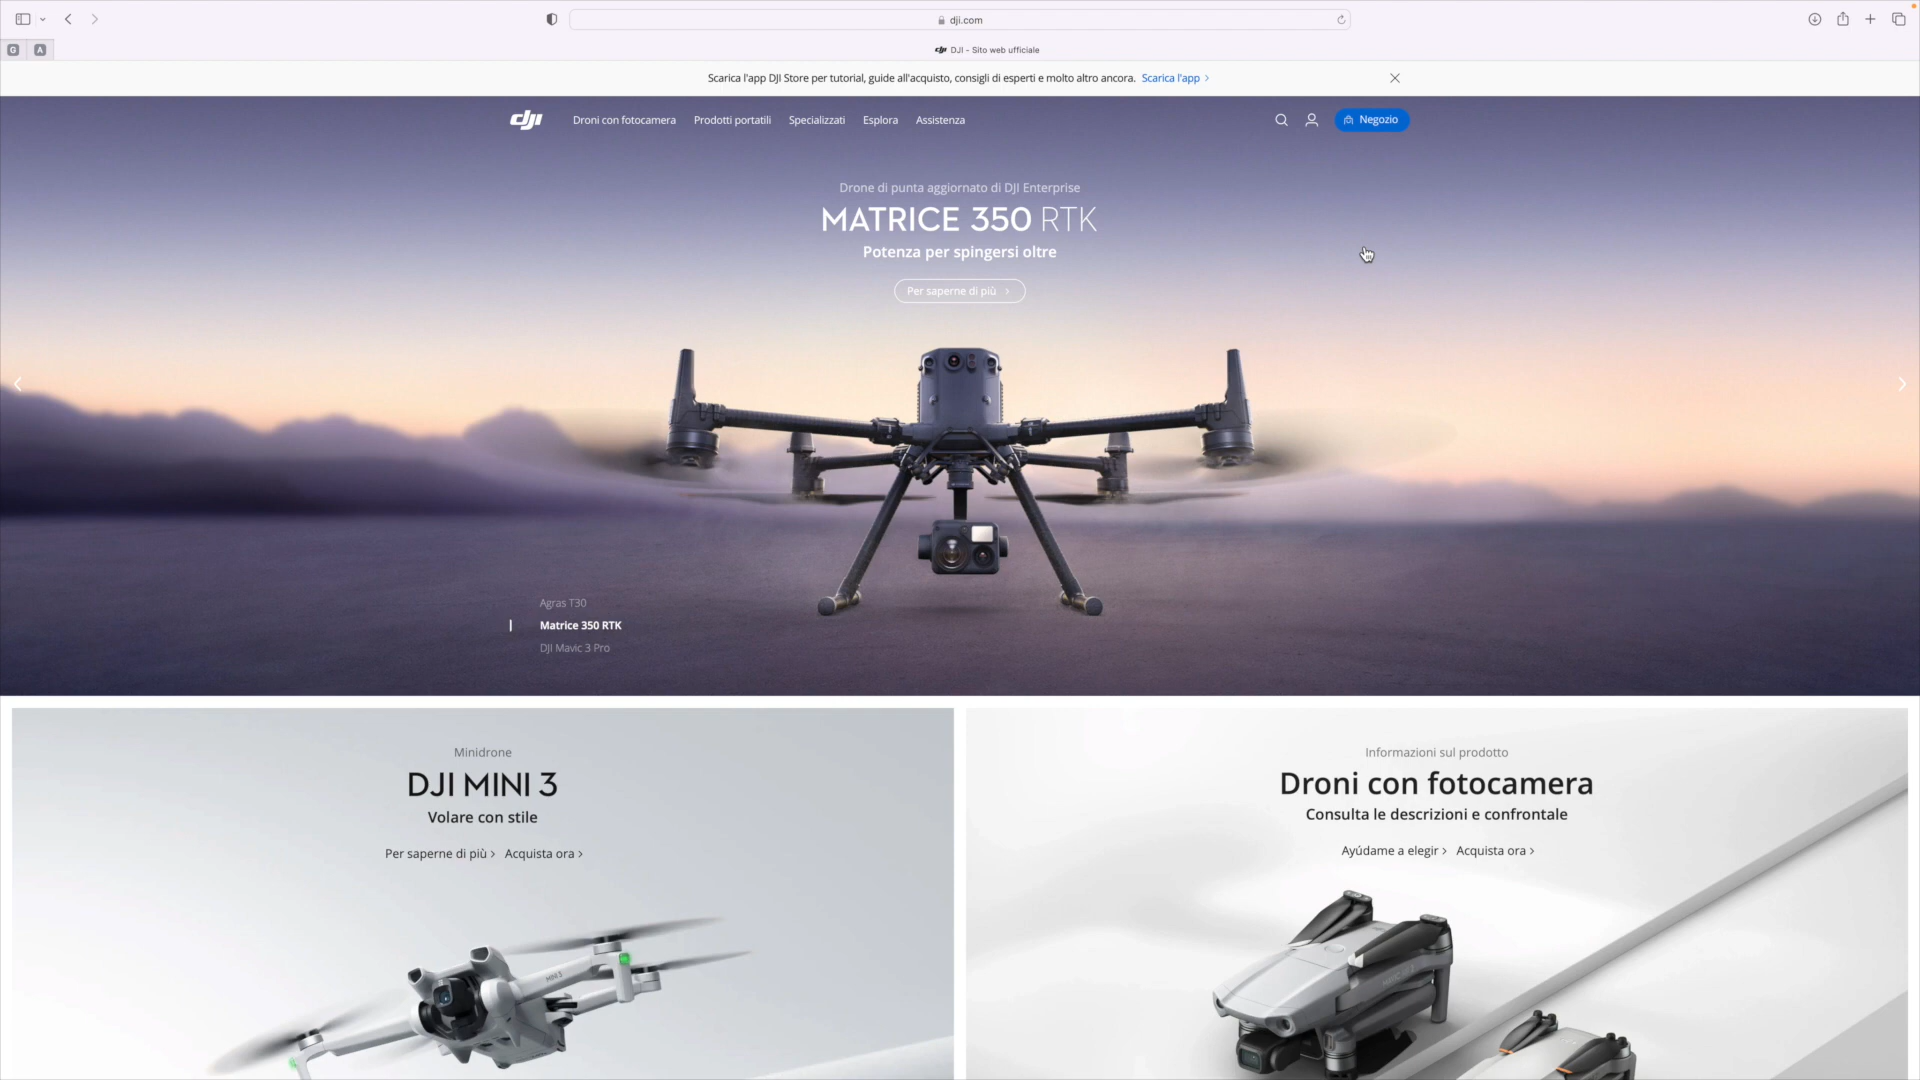 dji.com
G
A
dji DJI - Sito web ufficiale
Scarica l'app DJI Store per tutorial, guide all'acquisto, consigli di esperti e molto altro ancora. Scarica l'app >
dji
Droni con fotocamera
Prodotti portatili
Specializzati
Esplora
Assistenza
Negozio
Drone di punta aggiornato di DJI Enterprise
MATRICE 350 RTK
Potenza per spingersi oltre
Per saperne di più >
Agras T30
Matrice 350 RTK
DJI Mavic 3 Pro
Minidrone
DJI MINI 3
Volare con stile
Per saperne di più > Acquista ora >
MINI 3
Informazioni sul prodotto
Droni con fotocamera
Consulta le descrizioni e confrontale
Ayúdame a elegir > Acquista ora >